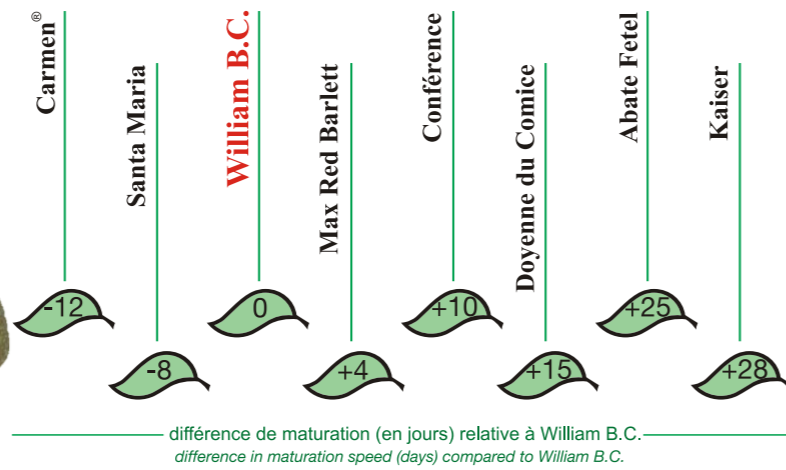 Carmen®
Santa Maria
William B.C.
Max Red Barlett
Conférence
Doyenne du Comice
Abate Fetel
Kaiser
-12
-8
0
+4
+10
+15
+25
+28
différence de maturation (en jours) relative à William B.C.
difference in maturation speed (days) compared to William B.C.